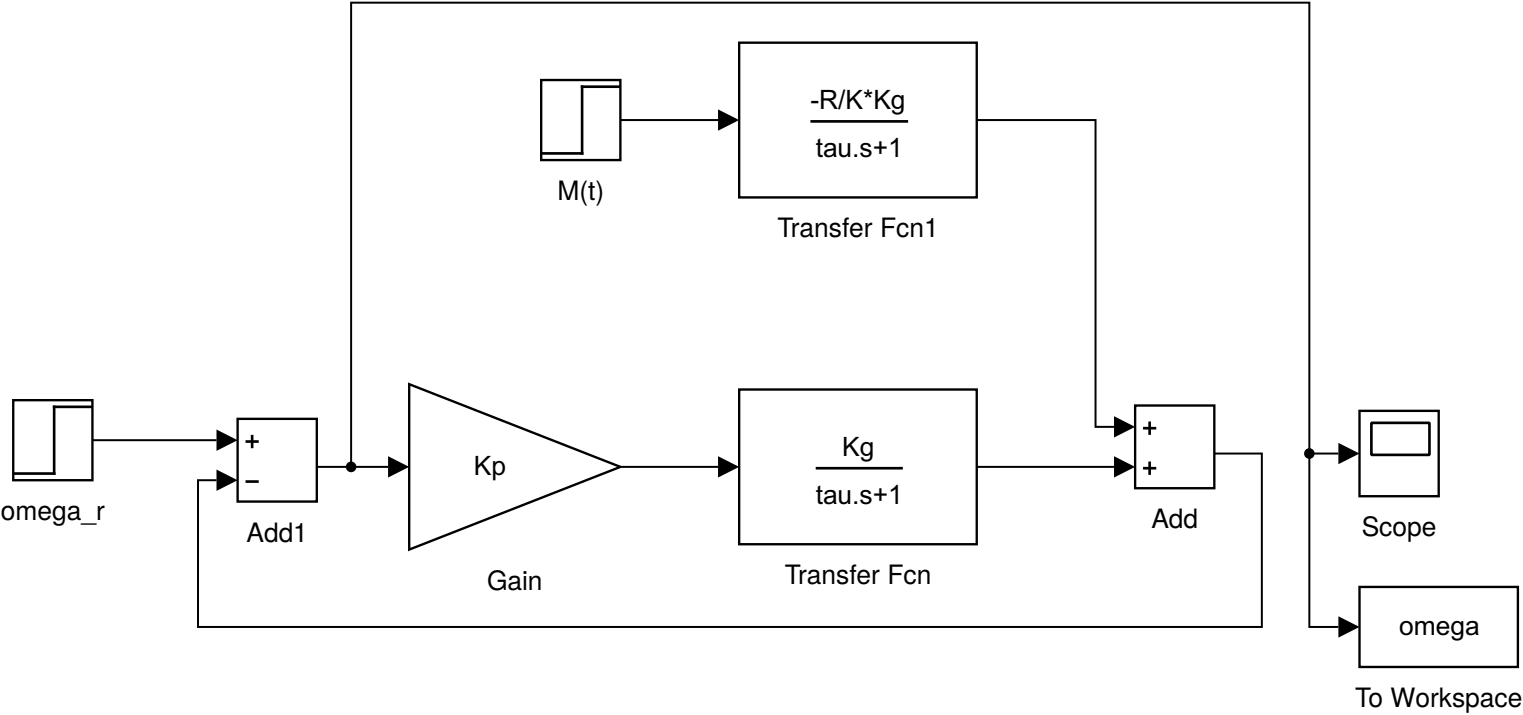 -R/K*Kg
tau.s+1
M(t)
Transfer Fcn1
omega_r
+
−
Add1
Kp
Gain
Kg
tau.s+1
Transfer Fcn
+
+
Add
Scope
omega
To Workspace